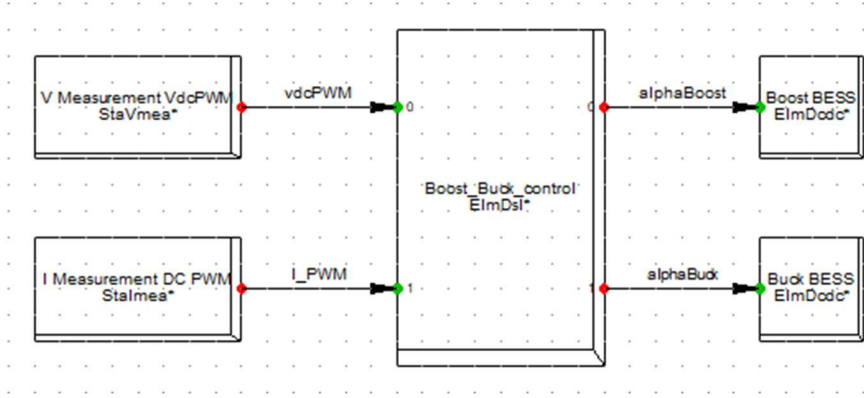 V Measurement VdcPWM
StaVmea*
vdcPWM
0
Boost_Buck_control
ElmDsl*
0
alphaBoost
Boost BESS
ElmDcdc*
I Measurement DC PWM
StaImea*
I_PWM
1
1
alphaBuck
Buck BESS
ElmDcdc*